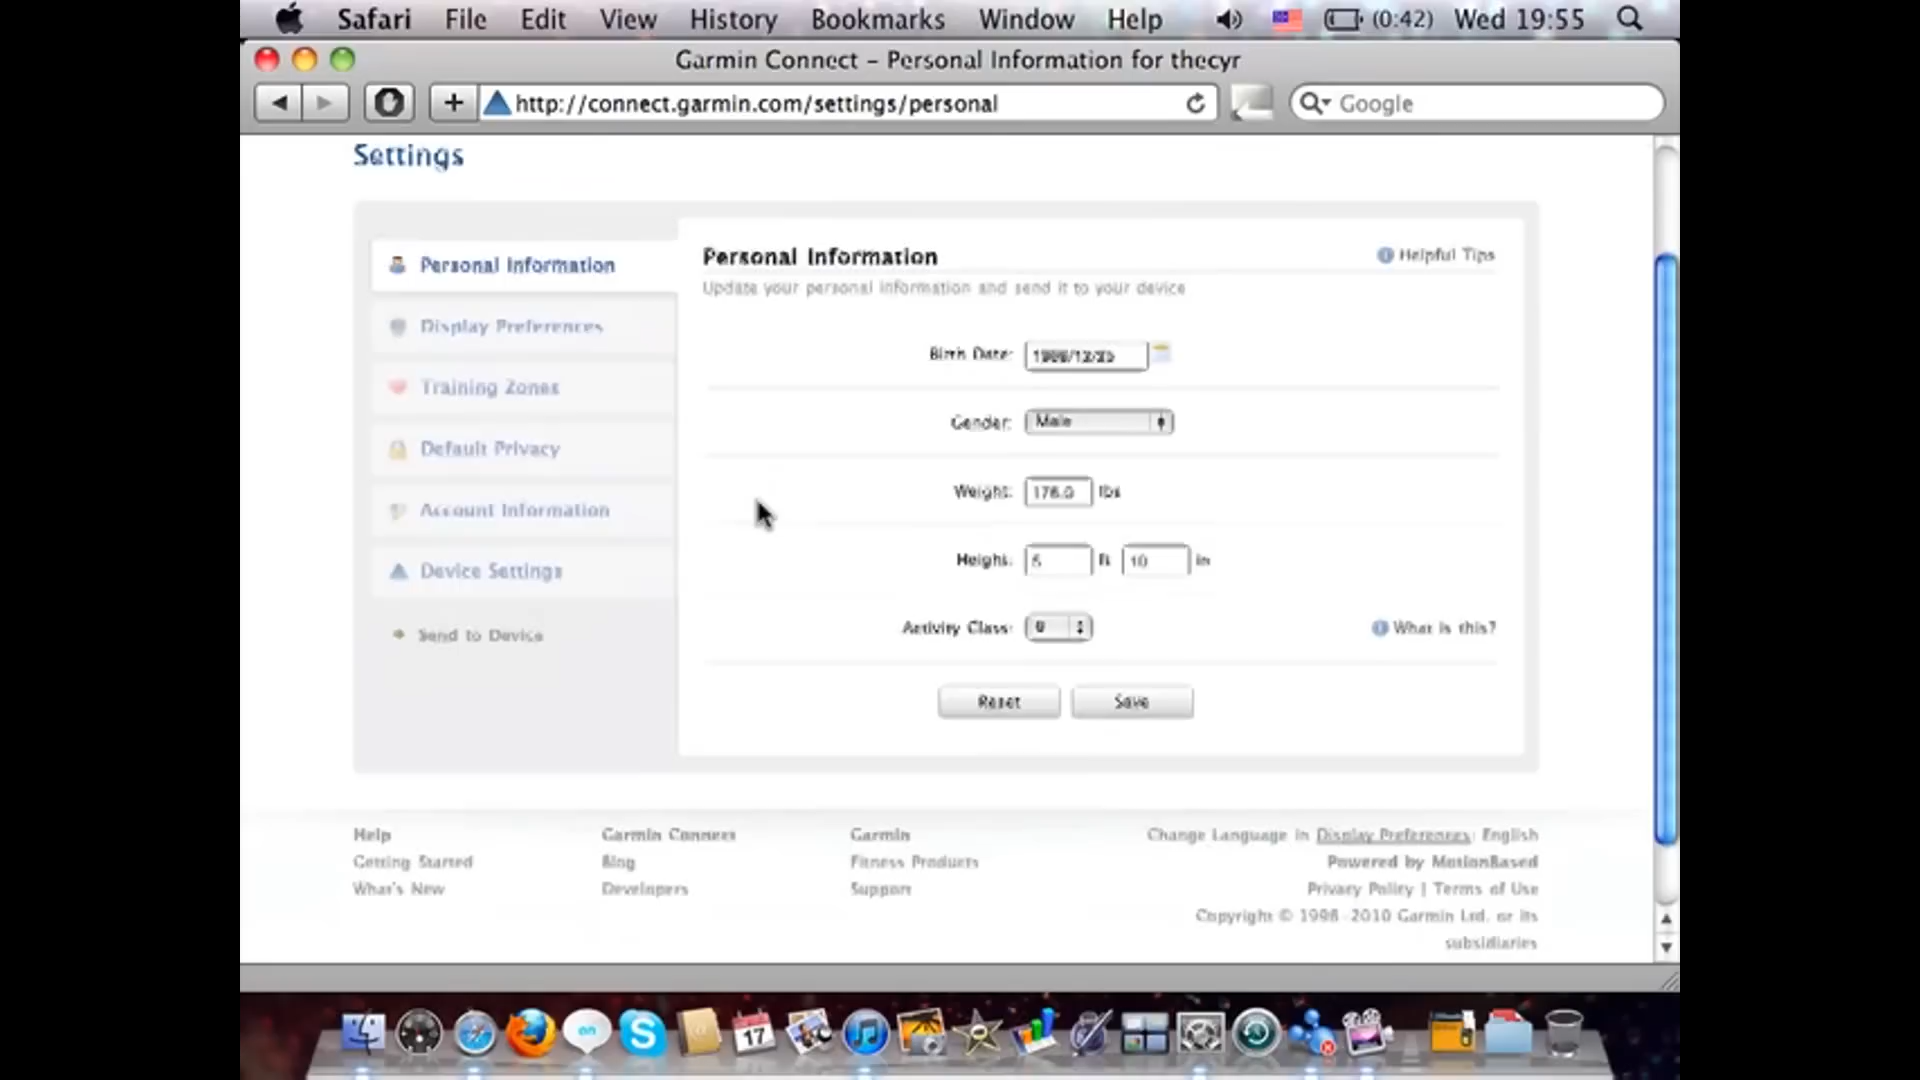 Safari File Edit View History Bookmarks Window Help (0:42) Wed 19:55
Garmin Connect – Personal Information for thecyr
http://connect.garmin.com/settings/personal
Google
Settings
Personal Information
Display Preferences
Training Zones
Default Privacy
Account Information
Device Settings
Send to Device
Personal Information
Helpful Tips
Update your personal information and send it to your device
Birth Date:
Gender: Male
Weight: lbs
Height: 5 ft 10 in
Activity Class:
What is this?
Reset Save
Help
Getting Started
What's New
Garmin Connect
Blog
Developers
Garmin
Fitness Products
Support
Change Language in Display Preferences: English
Powered by MotionBased
Privacy Policy | Terms of Use
Copyright © 1996-2010 Garmin Ltd. or its
subsidiaries
17